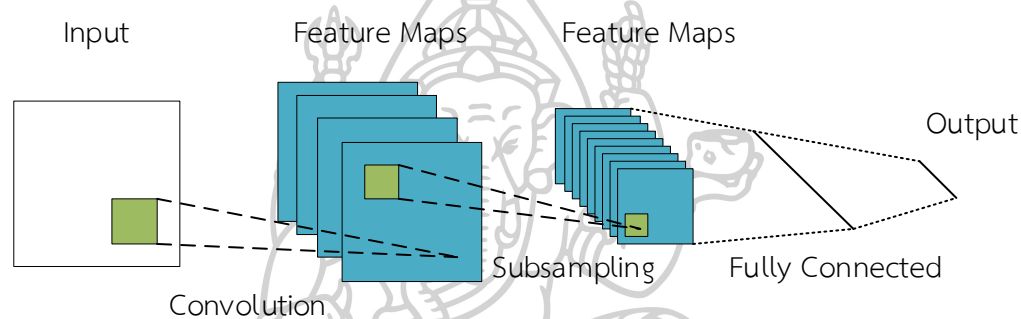 Input
Feature Maps
Feature Maps
Output
Convolution
Subsampling
Fully Connected